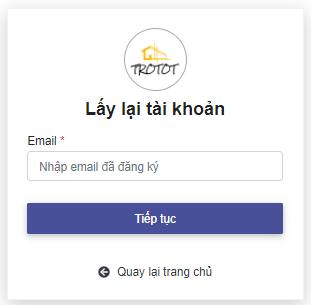 TROTOT
Lấy lại tài khoản
Email *
Nhập email đã đăng ký
Tiếp tục
Quay lại trang chủ